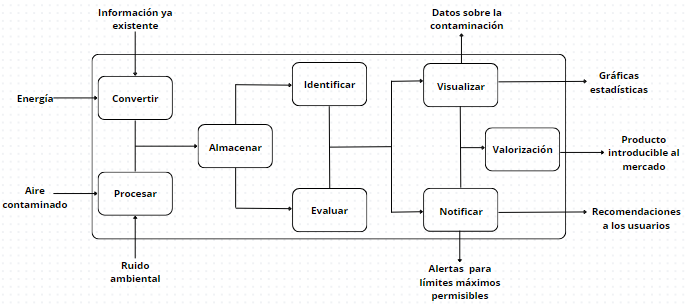 Información ya
existente
Datos sobre la
contaminación
Energía
Convertir
Identificar
Visualizar
Gráficas
estadísticas
Almacenar
Valorización
Producto
introducible al
mercado
Aire
contaminado
Procesar
Evaluar
Notificar
Recomendaciones
a los usuarios
Ruido
ambiental
Alertas para
límites máximos
permisibles